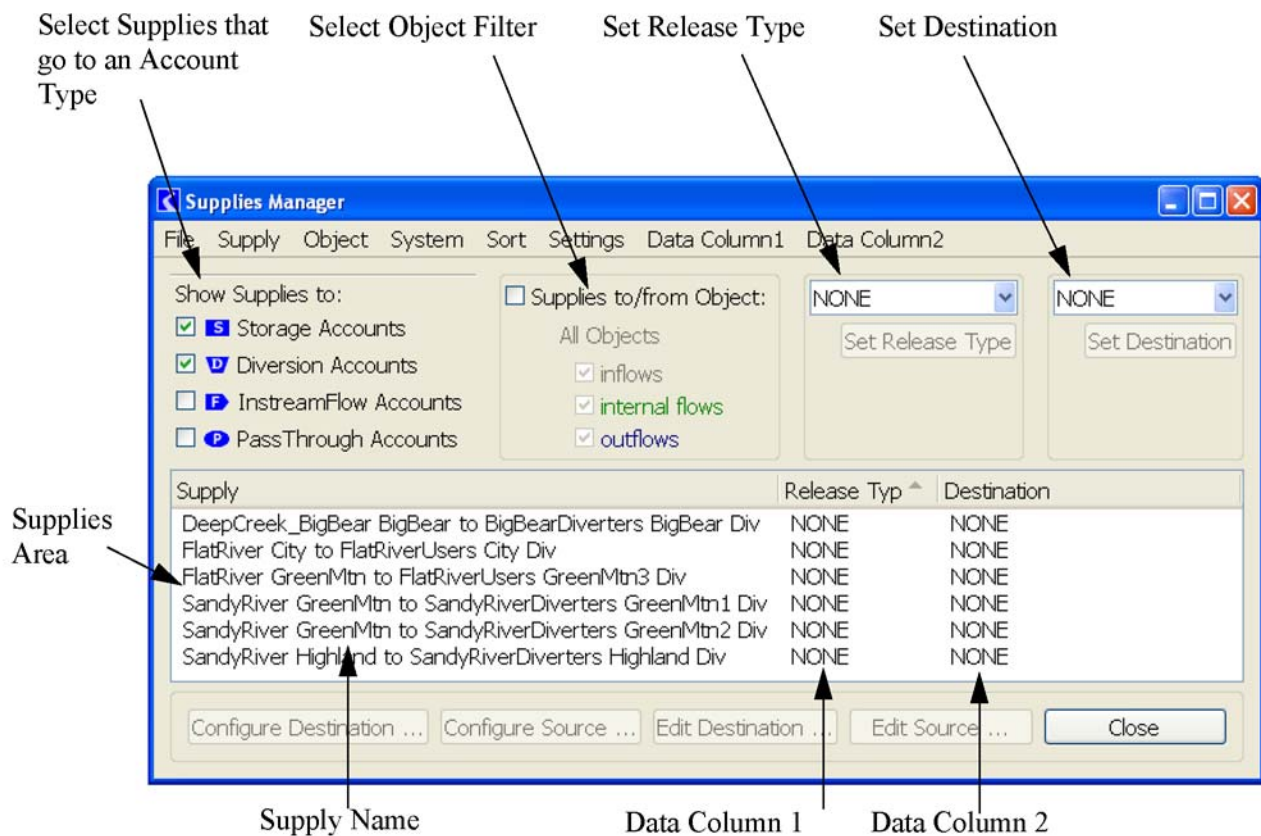 Select Supplies that
go to an Account
Type
Select Object Filter
Set Release Type
Set Destination
Supplies Manager
File Supply Object System Sort Settings Data Column1 Data Column2
Show Supplies to:
S Storage Accounts
D Diversion Accounts
F InstreamFlow Accounts
P PassThrough Accounts
Supplies to/from Object:
All Objects
inflows
internal flows
outflows
NONE
Set Release Type
NONE
Set Destination
Supplies
Area
Supply Release Typ Destination
DeepCreek_BigBear BigBear to BigBearDiverters BigBear Div NONE NONE
FlatRiver City to FlatRiverUsers City Div NONE NONE
FlatRiver GreenMtn to FlatRiverUsers GreenMtn3 Div NONE NONE
SandyRiver GreenMtn to SandyRiverDiverters GreenMtn1 Div NONE NONE
SandyRiver GreenMtn to SandyRiverDiverters GreenMtn2 Div NONE NONE
SandyRiver Highland to SandyRiverDiverters Highland Div NONE NONE
Configure Destination ... Configure Source ... Edit Destination ... Edit Source ... Close
Supply Name
Data Column 1
Data Column 2